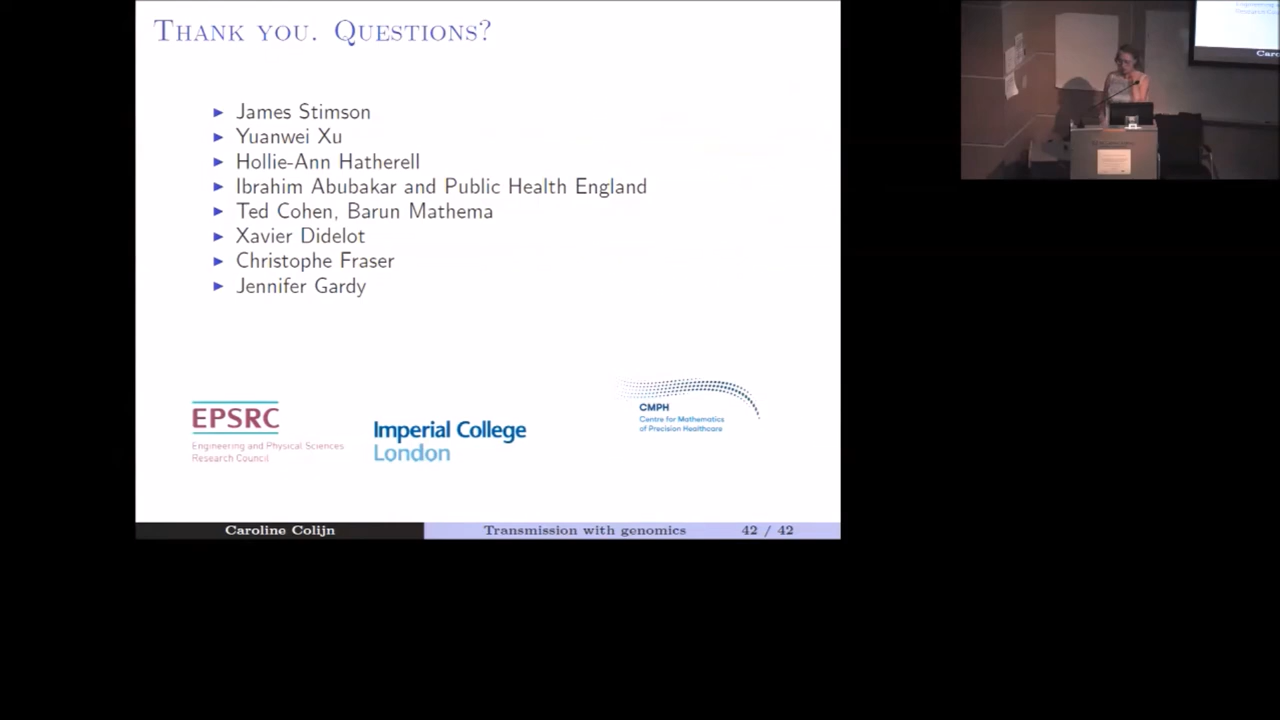 THANK YOU. QUESTIONS?
James Stimson
Yuanwei Xu
Hollie-Ann Hatherell
Ibrahim Abubakar and Public Health England
Ted Cohen, Barun Mathema
Xavier Didelot
Christophe Fraser
Jennifer Gardy
EPSRC
Engineering and Physical Sciences
Research Council
Imperial College
London
CMPH
Centre for Mathematics
of Precision Healthcare
Caroline Colijn Transmission with genomics 42 / 42